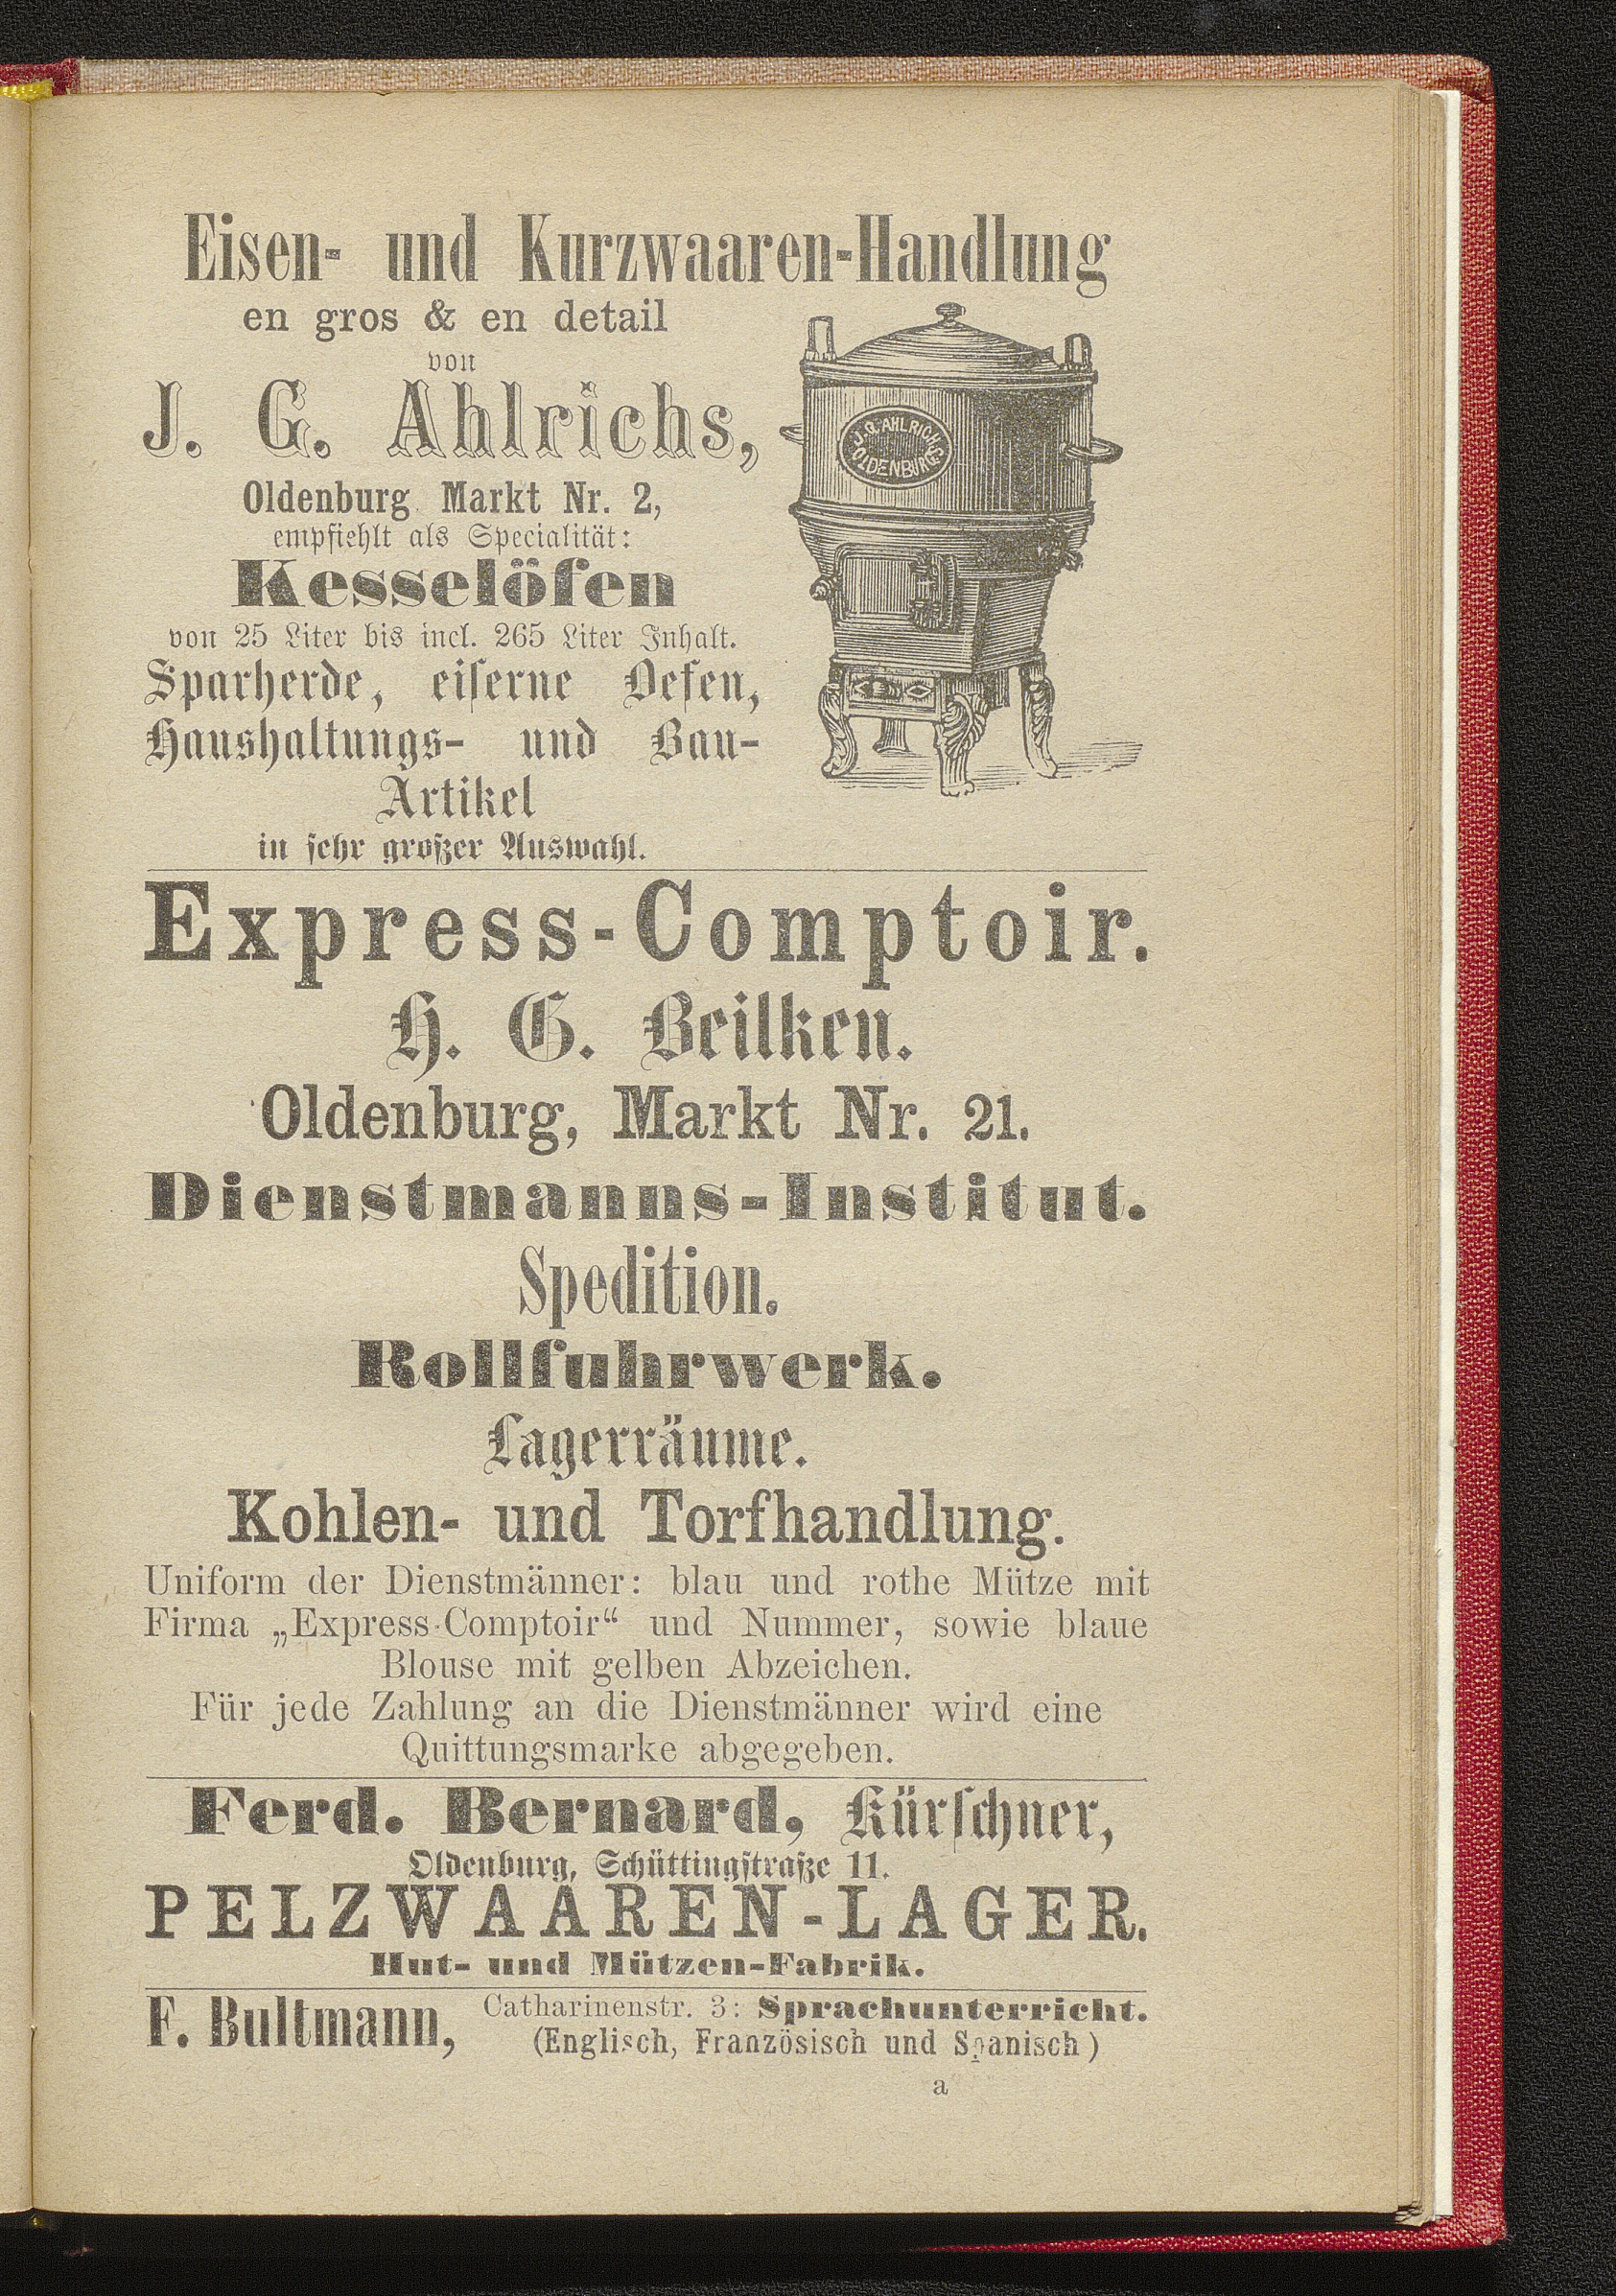 Eisen- und Kurzwaaren-Handlung
en gros & en detail
von
J. G. Ahlrichs,
Oldenburg Markt Nr. 2,
empfiehlt als Specialität:
Kesselöfen
von 25 Liter bis incl. 265 Liter Inhalt.
Sparherde, eiserne Oefen,
Haushaltungs- und Bau-
Artikel
in sehr großer Auswahl.
J. G. AHLRICHS
OLDENBURG
Express-Comptoir.
H. G. Beilken.
Oldenburg, Markt Nr. 21.
Dienstmanns-Institut.
Spedition.
Rollfuhrwerk.
Lagerräume.
Kohlen- und Torfhandlung.
Uniform der Dienstmänner: blau und rothe Mütze mit
Firma „Express-Comptoir“ und Nummer, sowie blaue
Blouse mit gelben Abzeichen.
Für jede Zahlung an die Dienstmänner wird eine
Quittungsmarke abgegeben.
Ferd. Bernard, Kürschner,
Oldenburg, Schüttingstraße 11.
PELZWAAREN-LAGER.
Hut- und Mützen-Fabrik.
F. Bultmann, Catharinenstr. 3: Sprachunterricht.
(Englisch, Französisch und Spanisch)
a